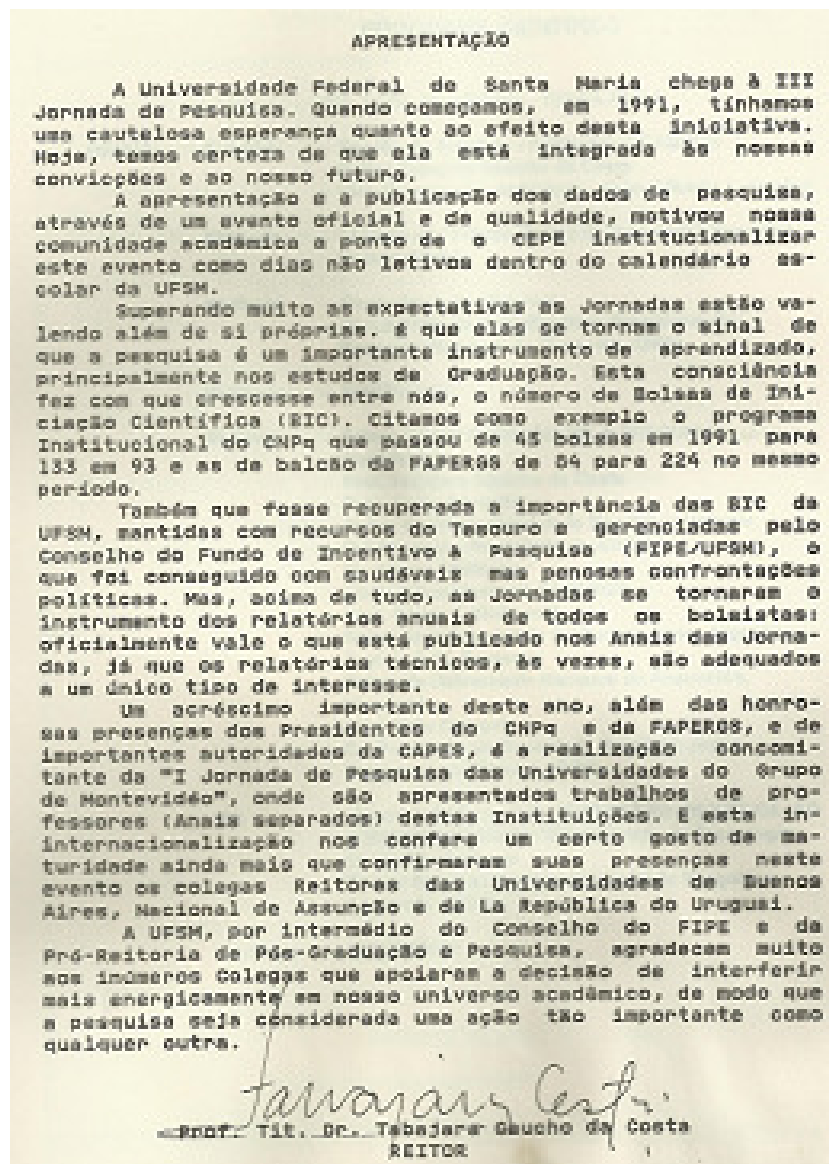 APRESENTAÇÃO
A Universidade Federal de Santa Maria chega à III
Jornada de Pesquisa. Quando começamos, em 1991, tínhamos
uma cautelosa esperança quanto ao efeito desta iniciativa.
Hoje, temos certeza de que ela está integrada às nossas
convicções e ao nosso futuro.
A apresentação e a publicação dos dados de pesquisa,
através de um evento oficial e de qualidade, motivou nossa
comunidade acadêmica a ponto de o CEPE institucionalizar
este evento como dias não letivos dentro do calendário es-
colar da UFSM.
Superando muito as expectativas as Jornadas estão va-
lendo além de si próprias. é que elas se tornam o sinal de
que a pesquisa é um importante instrumento de aprendizado,
principalmente nos estudos de Graduação. Esta consciência
fez com que crescesse entre nós, o número de Bolsas de Ini-
ciação Científica (BIC). Citamos como exemplo o programa
Institucional do CNPq que passou de 45 bolsas em 1991 para
133 em 93 e as de balcão da FAPERGS de 84 para 224 no mesmo
período.
Também que fosse recuperada a importância das BIC da
UFSM, mantidas com recursos do Tesouro e gerenciadas pelo
Conselho do Fundo de Incentivo à Pesquisa (FIPE/UFSM), o
que foi conseguido com saudáveis mas penosas confrontações
políticas. Mas, acima de tudo, as Jornadas se tornaram o
instrumento dos relatórios anuais de todos os bolsistas:
oficialmente vale o que está publicado nos Anais das Jorna-
das, já que os relatórios técnicos, às vezes, são adequados
a um único tipo de interesse.
Um acréscimo importante deste ano, além das honro-
sas presenças dos Presidentes do CNPq e da FAPERGS, e de
importantes autoridades da CAPES, é a realização concomi-
tante da "I Jornada de Pesquisa das Universidades do Grupo
de Montevidéo", onde são apresentados trabalhos de pro-
fessores (Anais separados) destas Instituições. E esta in-
internacionalização nos confere um certo gosto de ma-
turidade ainda mais que confirmaram suas presenças neste
evento os colegas Reitores das Universidades de Buenos
Aires, Nacional de Assunção e de La República do Uruguai.
A UFSM, por intermédio do Conselho do FIPE e da
Pró-Reitoria de Pós-Graduação e Pesquisa, agradecem muito
aos inúmeros Colegas que apoiaram a decisão de interferir
mais energicamente em nosso universo acadêmico, de modo que
a pesquisa seja considerada uma ação tão importante como
qualquer outra.
Prof. Tit. Dr. Tabajara Gaucho da Costa
REITOR